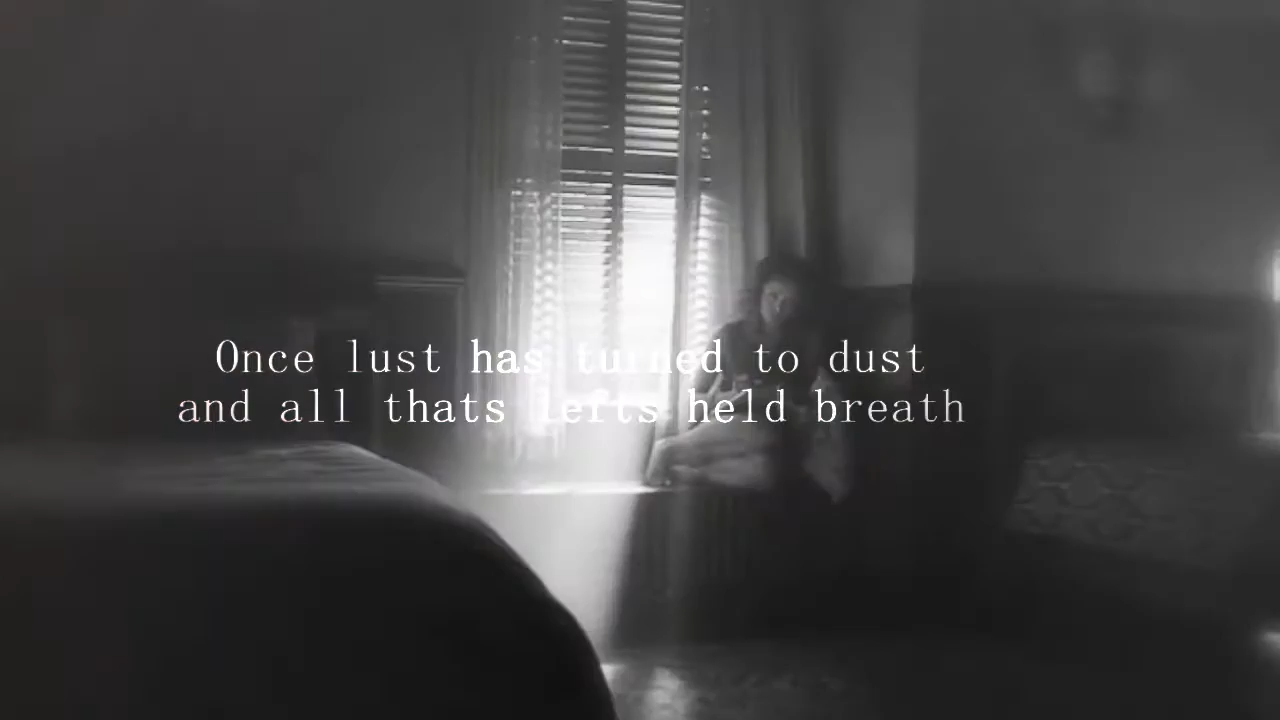 Once lust has turned to dust
and all thats lefts held breath